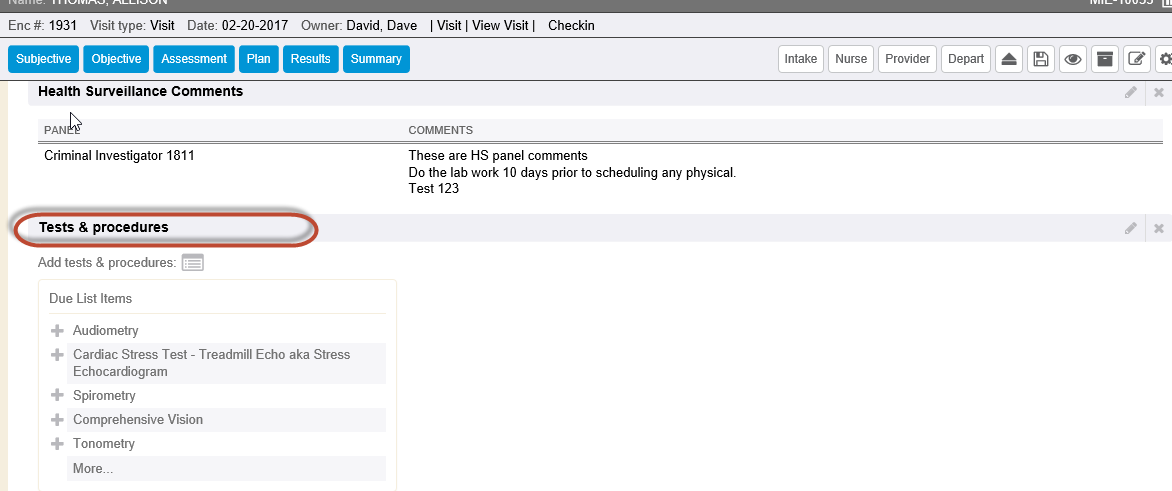 Name: THOMAS, ALLISON MIE-10053
Enc #: 1931 Visit type: Visit Date: 02-20-2017 Owner: David, Dave | Visit | View Visit | Checkin
Subjective Objective Assessment Plan Results Summary Intake Nurse Provider Depart
Health Surveillance Comments
PANEL COMMENTS
Criminal Investigator 1811 These are HS panel comments
Do the lab work 10 days prior to scheduling any physical.
Test 123
Tests & procedures
Add tests & procedures:
Due List Items
Audiometry
Cardiac Stress Test - Treadmill Echo aka Stress
Echocardiogram
Spirometry
Comprehensive Vision
Tonometry
More...